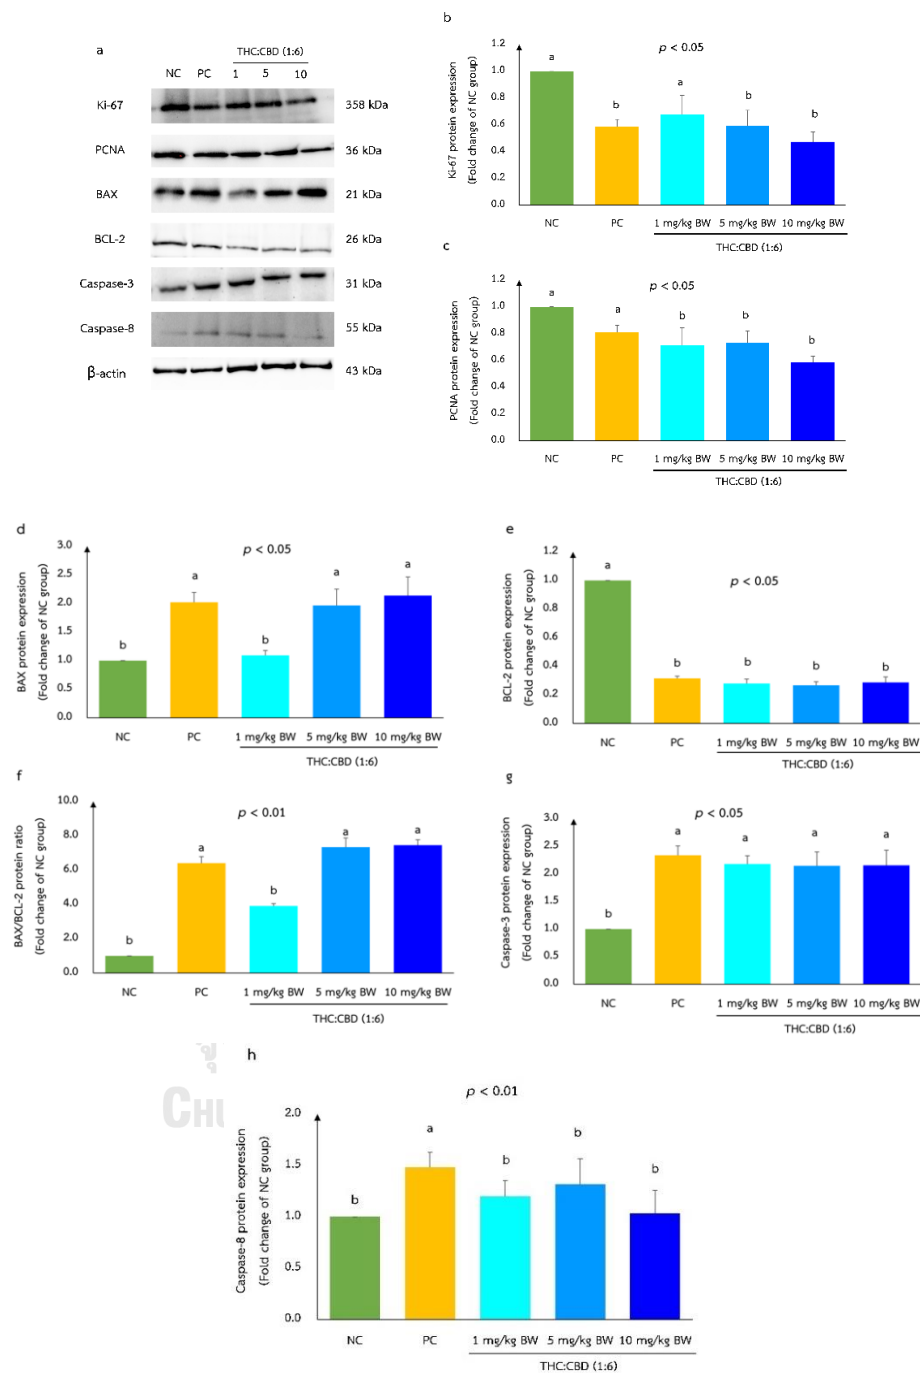 a
THC:CBD (1:6)
NC PC 1 5 10
Ki-67 358 kDa
PCNA 36 kDa
BAX 21 kDa
BCL-2 26 kDa
Caspase-3 31 kDa
Caspase-8 55 kDa
β-actin 43 kDa
b
p < 0.05
Ki-67 protein expression
(Fold change of NC group)
1.2
1.0
0.8
0.6
0.4
0.2
0.0
a b a b b
NC PC 1 mg/kg BW 5 mg/kg BW 10 mg/kg BW
THC:CBD (1:6)
c
p < 0.05
PCNA protein expression
(Fold change of NC group)
1.2
1.0
0.8
0.6
0.4
0.2
0.0
a a b b b
NC PC 1 mg/kg BW 5 mg/kg BW 10 mg/kg BW
THC:CBD (1:6)
d
p < 0.05
BAX protein expression
(Fold change of NC group)
3.0
2.5
2.0
1.5
1.0
0.5
0.0
b a b a a
NC PC 1 mg/kg BW 5 mg/kg BW 10 mg/kg BW
THC:CBD (1:6)
e
p < 0.05
BCL-2 protein expression
(Fold change of NC group)
1.2
1.0
0.8
0.6
0.4
0.2
0.0
a b b b b
NC PC 1 mg/kg BW 5 mg/kg BW 10 mg/kg BW
THC:CBD (1:6)
f
p < 0.01
BAX/BCL-2 protein ratio
(Fold change of NC group)
10.0
8.0
6.0
4.0
2.0
0.0
b a b a a
NC PC 1 mg/kg BW 5 mg/kg BW 10 mg/kg BW
THC:CBD (1:6)
g
p < 0.05
Caspase-3 protein expression
(Fold change of NC group)
3.0
2.5
2.0
1.5
1.0
0.5
0.0
b a a a a
NC PC 1 mg/kg BW 5 mg/kg BW 10 mg/kg BW
THC:CBD (1:6)
h
p < 0.01
Caspase-8 protein expression
(Fold change of NC group)
2.0
1.5
1.0
0.5
0.0
b a b b b
NC PC 1 mg/kg BW 5 mg/kg BW 10 mg/kg BW
THC:CBD (1:6)